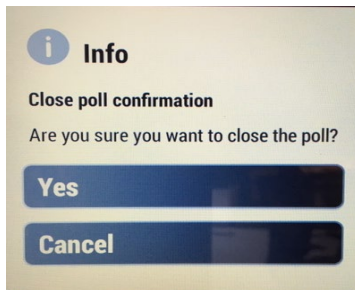 i Info
Close poll confirmation
Are you sure you want to close the poll?
Yes
Cancel